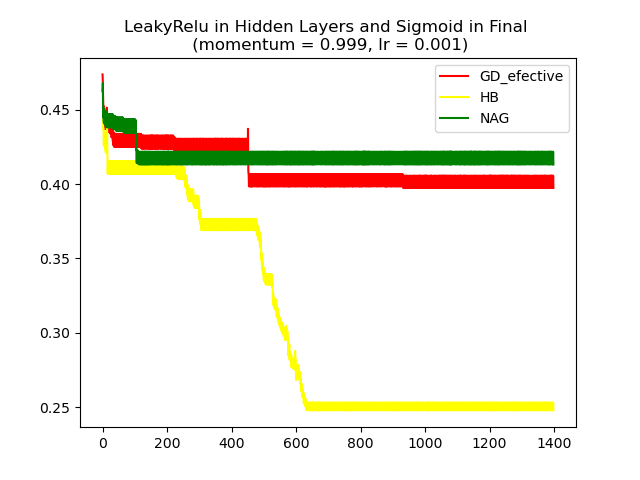 LeakyRelu in Hidden Layers and Sigmoid in Final
(momentum = 0.999, lr = 0.001)
GD_efective
HB
NAG
0.45
0.40
0.35
0.30
0.25
0 200 400 600 800 1000 1200 1400